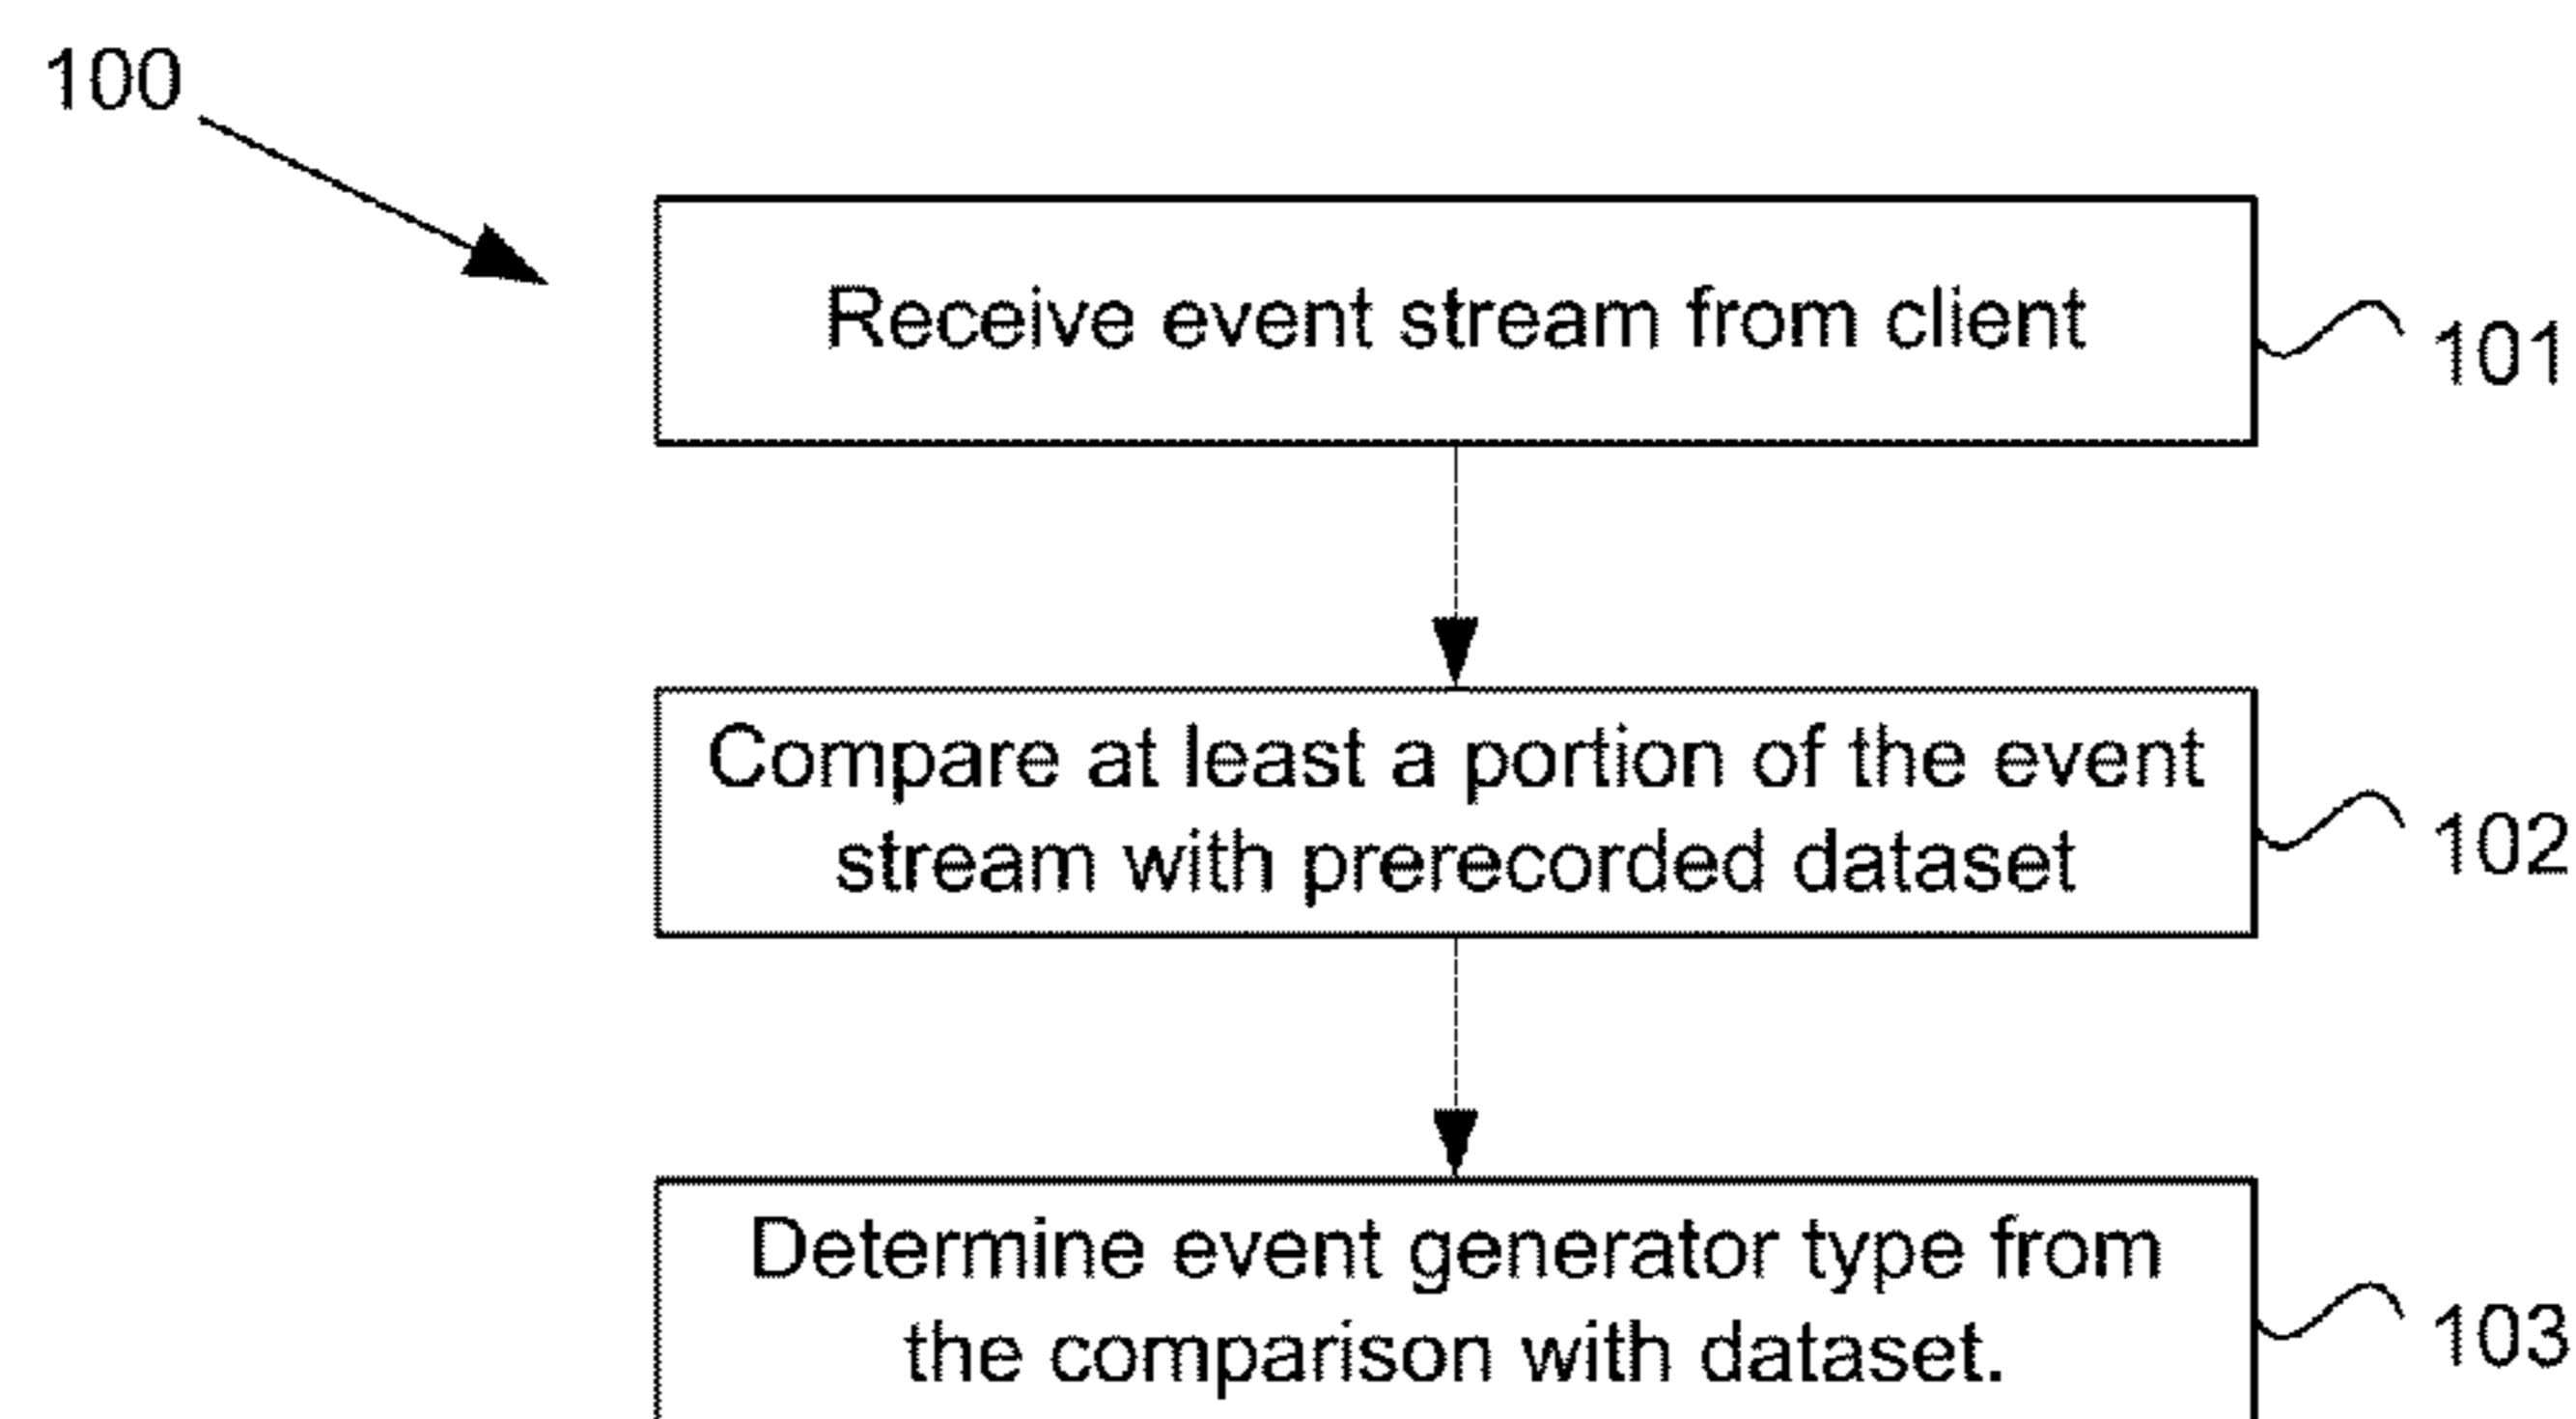 100
Receive event stream from client
101
Compare at least a portion of the event
stream with prerecorded dataset
102
Determine event generator type from
the comparison with dataset.
103